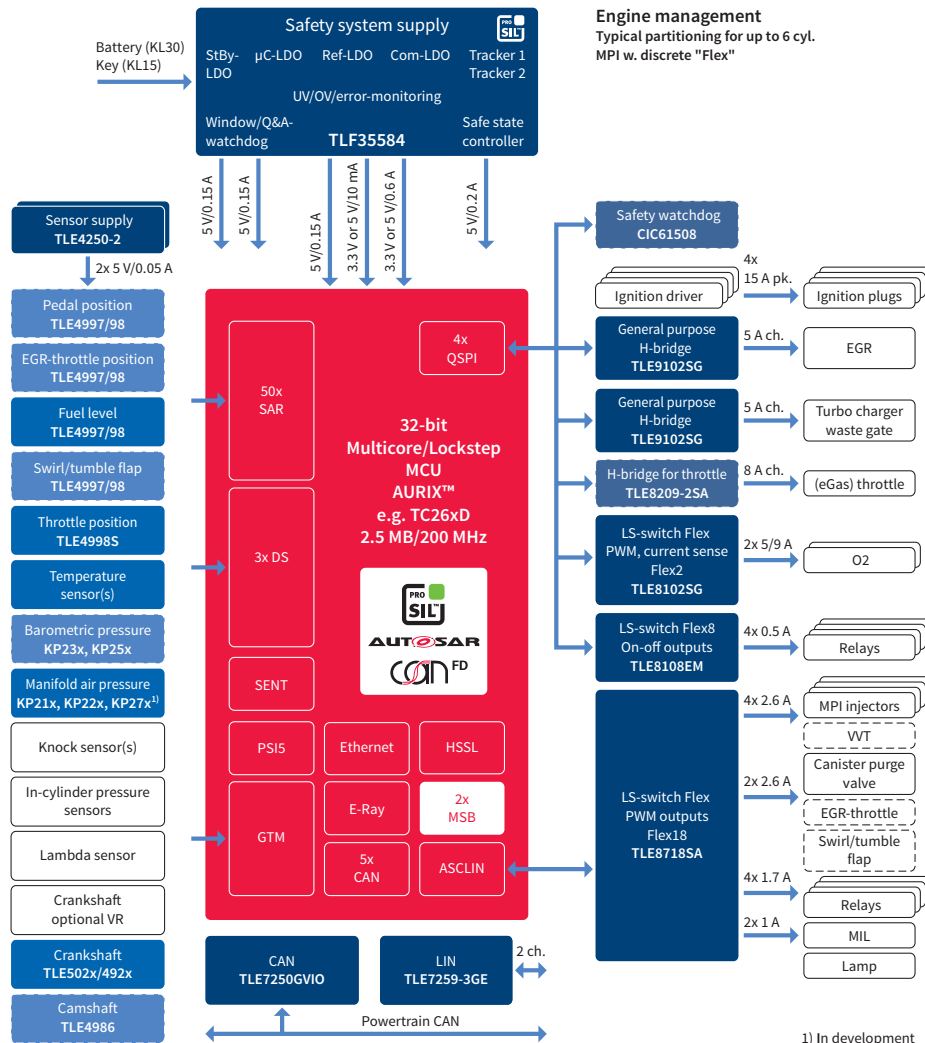 Engine management
Typical partitioning for up to 6 cyl.
MPI w. discrete "Flex"
Battery (KL30)
Key (KL15)
Safety system supply
PRO
SIL™
StBy-
LDO
µC-LDO
Ref-LDO
Com-LDO
Tracker 1
Tracker 2
UV/OV/error-monitoring
Window/Q&A-
watchdog
TLF35584
Safe state
controller
5 V/0.15 A
5 V/0.15 A
5 V/0.15 A
3.3 V or 5 V/10 mA
3.3 V or 5 V/0.6 A
5 V/0.2 A
Sensor supply
TLE4250-2
2x 5 V/0.05 A
Pedal position
TLE4997/98
EGR-throttle position
TLE4997/98
Fuel level
TLE4997/98
Swirl/tumble flap
TLE4997/98
Throttle position
TLE4998S
Temperature
sensor(s)
Barometric pressure
KP23x, KP25x
Manifold air pressure
KP21x, KP22x, KP27x1)
Knock sensor(s)
In-cylinder pressure
sensors
Lambda sensor
Crankshaft
optional VR
Crankshaft
TLE502x/492x
Camshaft
TLE4986
50x
SAR
3x DS
SENT
PSI5
GTM
4x
QSPI
32-bit
Multicore/Lockstep
MCU
AURIX™
e.g. TC26xD
2.5 MB/200 MHz
PRO
SIL™
AUTOSAR
CAN FD
Ethernet
HSSL
E-Ray
2x
MSB
5x
CAN
ASCLIN
CAN
TLE7250GVIO
LIN
TLE7259-3GE
2 ch.
Powertrain CAN
Safety watchdog
CIC61508
Ignition driver
4x
15 A pk.
Ignition plugs
General purpose
H-bridge
TLE9102SG
5 A ch.
EGR
General purpose
H-bridge
TLE9102SG
5 A ch.
Turbo charger
waste gate
H-bridge for throttle
TLE8209-2SA
8 A ch.
(eGas) throttle
LS-switch Flex
PWM, current sense
Flex2
TLE8102SG
2x 5/9 A
O2
LS-switch Flex8
On-off outputs
TLE8108EM
4x 0.5 A
Relays
LS-switch Flex
PWM outputs
Flex18
TLE8718SA
4x 2.6 A
MPI injectors
VVT
2x 2.6 A
Canister purge
valve
EGR-throttle
Swirl/tumble
flap
4x 1.7 A
Relays
2x 1 A
MIL
Lamp
1) In development